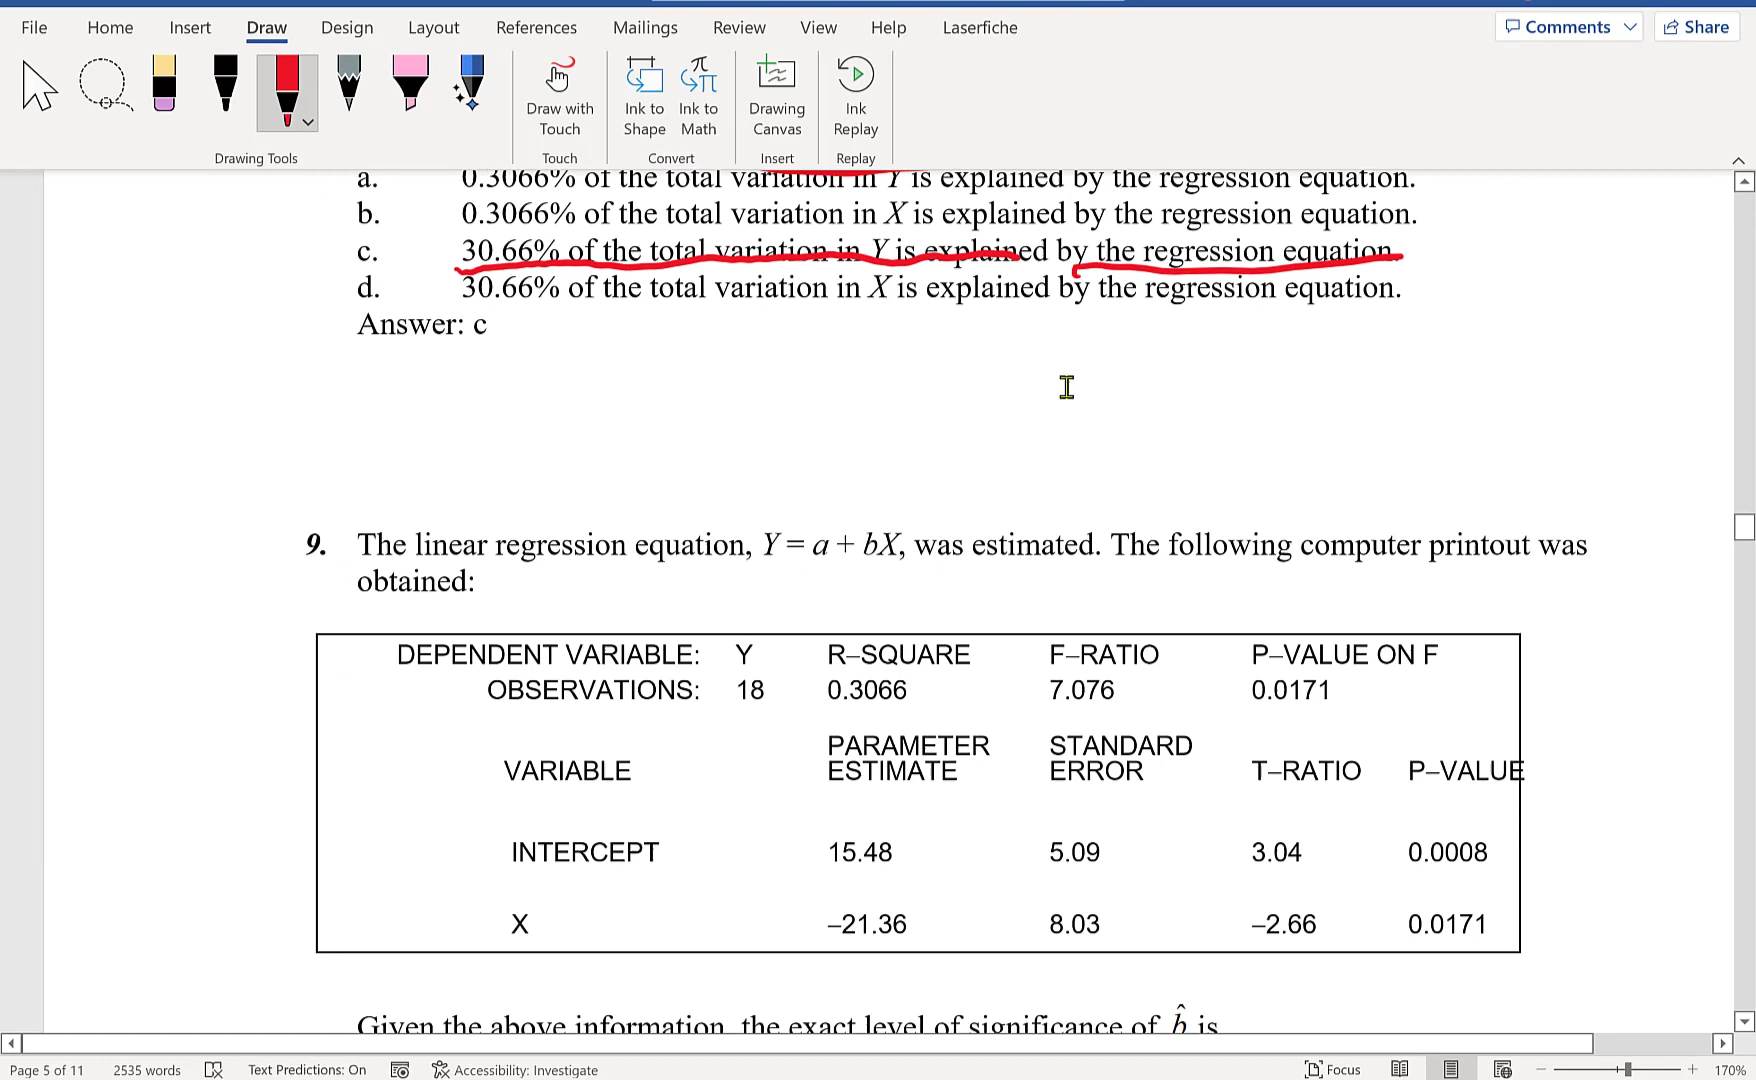 File Home Insert Draw Design Layout References Mailings Review View Help Laserfiche Comments Share
Draw with Touch
Ink to Shape
Ink to Math
Drawing Canvas
Ink Replay
Drawing Tools Touch Convert Insert Replay
a. 0.3066% of the total variation in Y is explained by the regression equation.
b. 0.3066% of the total variation in X is explained by the regression equation.
c. 30.66% of the total variation in Y is explained by the regression equation.
d. 30.66% of the total variation in X is explained by the regression equation.
Answer: c
9. The linear regression equation, Y = a + bX, was estimated. The following computer printout was
obtained:
DEPENDENT VARIABLE: Y R–SQUARE F–RATIO P–VALUE ON F
OBSERVATIONS: 18 0.3066 7.076 0.0171
VARIABLE PARAMETER ESTIMATE STANDARD ERROR T–RATIO P–VALUE
INTERCEPT 15.48 5.09 3.04 0.0008
X –21.36 8.03 –2.66 0.0171
Given the above information, the exact level of significance of b̂ is
Page 5 of 11 2535 words Text Predictions: On Accessibility: Investigate Focus 170%